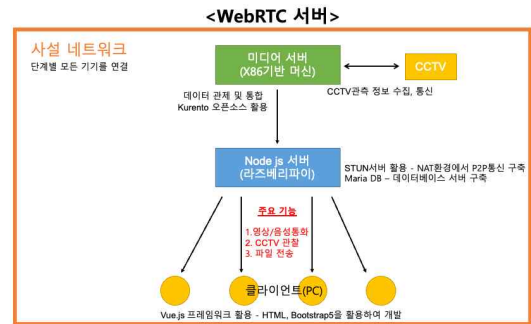 <WebRTC 서버>
사설 네트워크
단계별 모든 기기를 연결
미디어 서버
(X86기반 머신)
CCTV
데이터 관제 및 통합
Kurento 오픈소스 활용
CCTV관측 정보 수집, 통신
Node js 서버
(라즈베리파이)
STUN서버 활용 - NAT환경에서 P2P통신 구축
Maria DB – 데이터베이스 서버 구축
주요 기능
1.영상/음성통화
2. CCTV 관찰
3. 파일 전송
클라이언트(PC)
Vue.js 프레임워크 활용 - HTML, Bootstrap5을 활용하여 개발